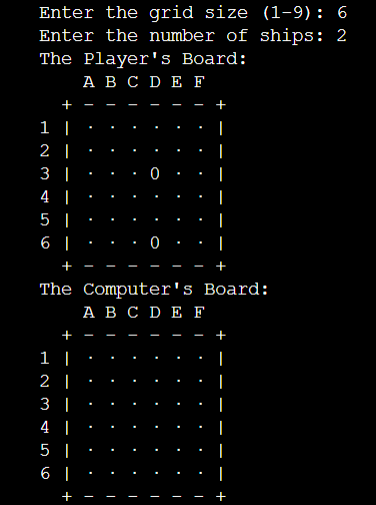 Enter the grid size (1-9): 6
Enter the number of ships: 2
The Player's Board:
A B C D E F
+ - - - - - - +
1 | · · · · · · |
2 | · · · · · · |
3 | · · · 0 · · |
4 | · · · · · · |
5 | · · · · · · |
6 | · · · 0 · · |
+ - - - - - - +
The Computer's Board:
A B C D E F
+ - - - - - - +
1 | · · · · · · |
2 | · · · · · · |
3 | · · · · · · |
4 | · · · · · · |
5 | · · · · · · |
6 | · · · · · · |
+ - - - - - - +